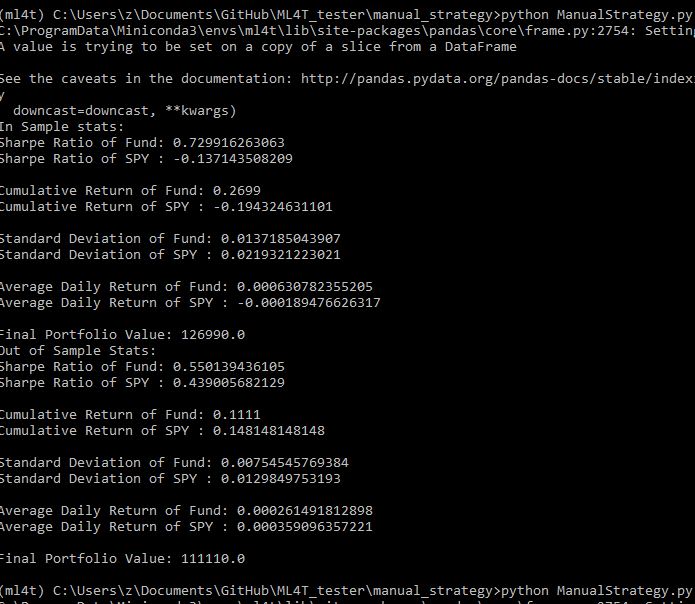 (ml4t) C:\Users\z\Documents\GitHub\ML4T_tester\manual_strategy>python ManualStrategy.py
C:\ProgramData\Miniconda3\envs\ml4t\lib\site-packages\pandas\core\frame.py:2754: Setting
A value is trying to be set on a copy of a slice from a DataFrame
See the caveats in the documentation: http://pandas.pydata.org/pandas-docs/stable/indexi
y
downcast=downcast, **kwargs)
In Sample stats:
Sharpe Ratio of Fund: 0.729916263063
Sharpe Ratio of SPY : -0.137143508209
Cumulative Return of Fund: 0.2699
Cumulative Return of SPY : -0.194324631101
Standard Deviation of Fund: 0.0137185043907
Standard Deviation of SPY : 0.0219321223021
Average Daily Return of Fund: 0.000630782355205
Average Daily Return of SPY : -0.000189476626317
Final Portfolio Value: 126990.0
Out of Sample Stats:
Sharpe Ratio of Fund: 0.550139436105
Sharpe Ratio of SPY : 0.439005682129
Cumulative Return of Fund: 0.1111
Cumulative Return of SPY : 0.148148148148
Standard Deviation of Fund: 0.00754545769384
Standard Deviation of SPY : 0.0129849753193
Average Daily Return of Fund: 0.000261491812898
Average Daily Return of SPY : 0.000359096357221
Final Portfolio Value: 111110.0
(ml4t) C:\Users\z\Documents\GitHub\ML4T_tester\manual_strategy>python ManualStrategy.py